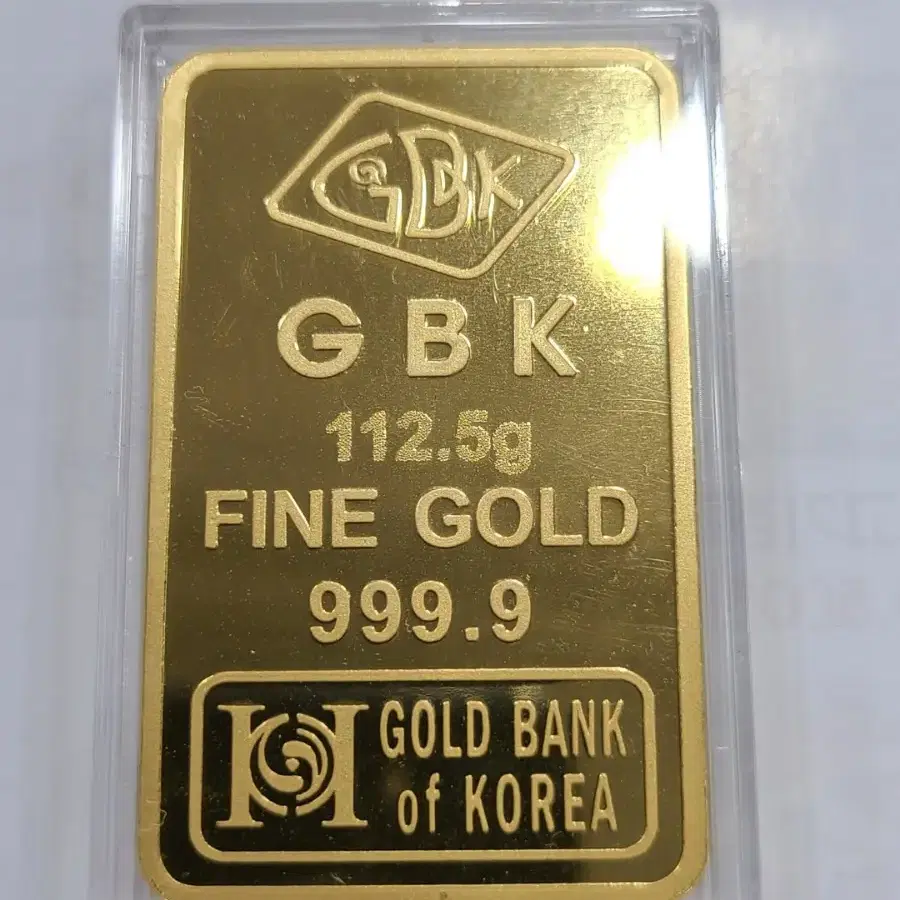 GBK
GBK
112.5g
FINE GOLD
999.9
GOLD BANK
of KOREA